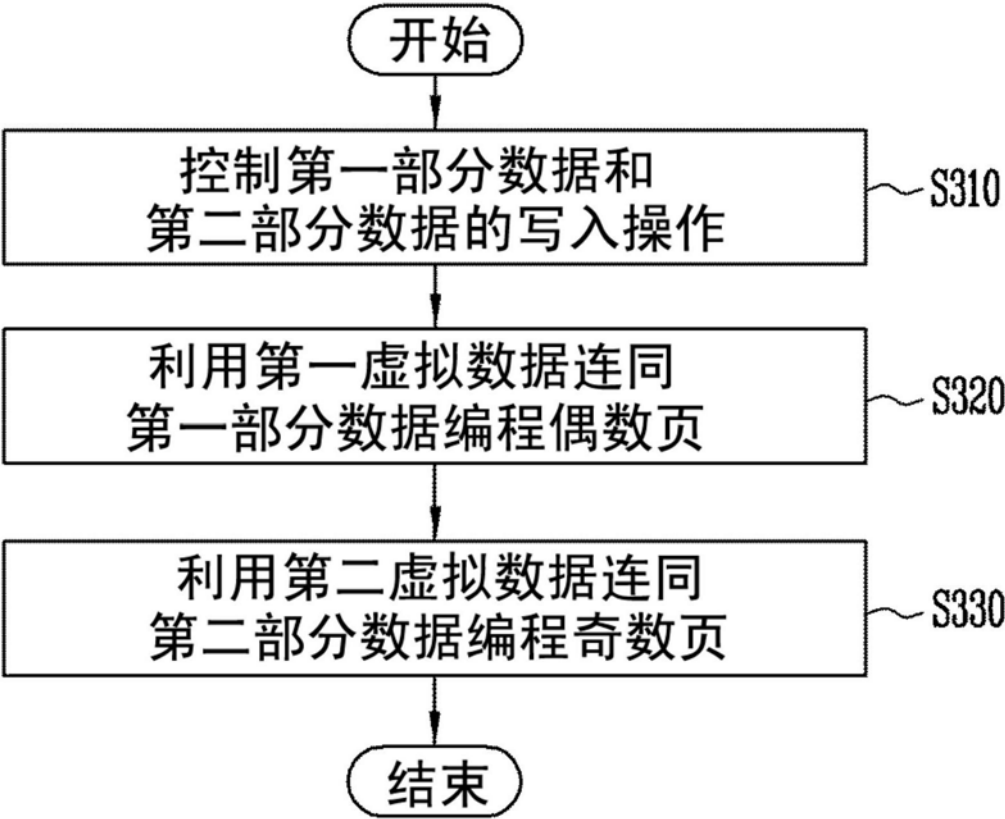 开始
控制第一部分数据和
第二部分数据的写入操作
S310
利用第一虚拟数据连同
第一部分数据编程偶数页
S320
利用第二虚拟数据连同
第二部分数据编程奇数页
S330
结束